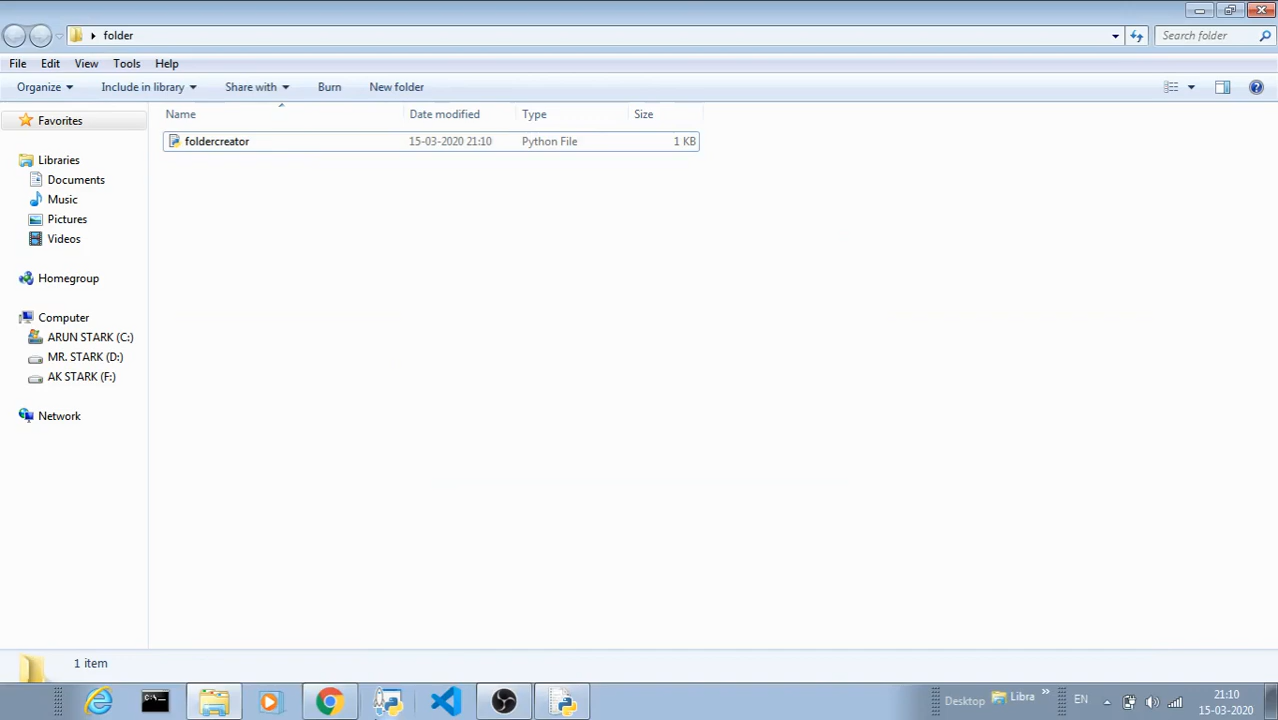 folder
Search folder
File Edit View Tools Help
Organize Include in library Share with Burn New folder
Name Date modified Type Size
foldercreator 15-03-2020 21:10 Python File 1 KB
Favorites
Libraries
Documents
Music
Pictures
Videos
Homegroup
Computer
ARUN STARK (C:)
MR. STARK (D:)
AK STARK (F:)
Network
1 item
C:\
Desktop Libra » EN 21:10
15-03-2020